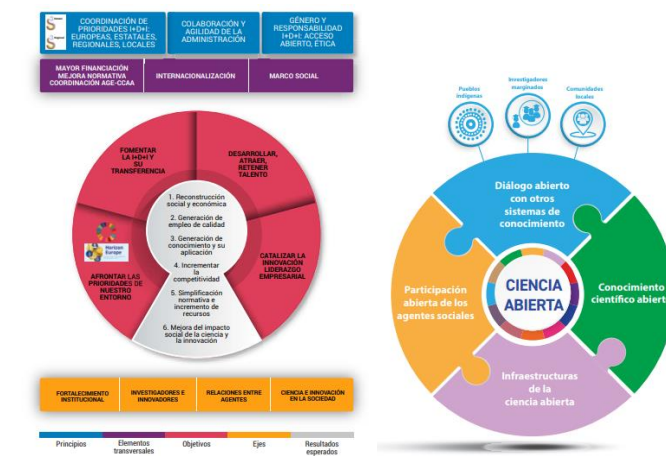 COORDINACIÓN DE
PRIORIDADES I+D+I:
EUROPEAS, ESTATALES,
REGIONALES, LOCALES
COLABORACIÓN Y
AGILIDAD DE LA
ADMINISTRACIÓN
GÉNERO Y
RESPONSABILIDAD
I+D+I: ACCESO
ABIERTO, ÉTICA
MAYOR FINANCIACIÓN
MEJORA NORMATIVA
COORDINACIÓN AGE-CCAA
INTERNACIONALIZACIÓN
MARCO SOCIAL
FOMENTAR
LA I+D+I Y
SU
TRANSFERENCIA
DESARROLLAR,
ATRAER,
RETENER
TALENTO
Horizon
Europe
AFRONTAR LAS
PRIORIDADES DE
NUESTRO
ENTORNO
CATALIZAR LA
INNOVACIÓN
LIDERAZGO
EMPRESARIAL
1. Reconstrucción
social y económica
2. Generación de
empleo de calidad
3. Generación de
conocimiento y su
aplicación
4. Incrementar
la
competitividad
5. Simplificación
normativa e
incremento de
recursos
6. Mejora del impacto
social de la ciencia y
la innovación
FORTALECIMIENTO
INSTITUCIONAL
INVESTIGADORES E
INNOVADORES
RELACIONES ENTRE
AGENTES
CIENCIA E INNOVACIÓN
EN LA SOCIEDAD
Principios
Elementos
transversales
Objetivos
Ejes
Resultados
esperados
Pueblos
indígenas
Investigadores
marginados
Comunidades
locales
Diálogo abierto
con otros
sistemas de
conocimiento
Participación
abierta de los
agentes sociales
CIENCIA
ABIERTA
Conocimiento
científico abiert
Infraestructuras
de la
ciencia abierta